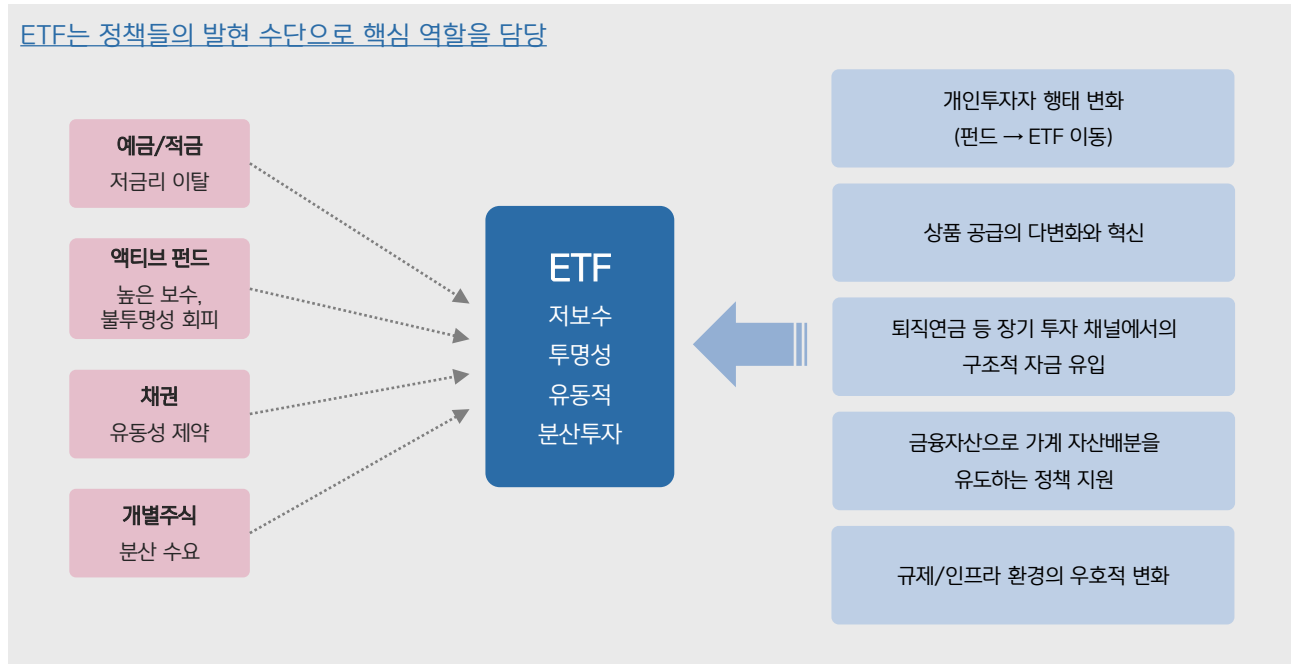 ETF는 정책들의 발현 수단으로 핵심 역할을 담당
예금/적금
저금리 이탈
액티브 펀드
높은 보수,
불투명성 회피
채권
유동성 제약
개별주식
분산 수요
ETF
저보수
투명성
유동적
분산투자
개인투자자 행태 변화
(펀드 → ETF 이동)
상품 공급의 다변화와 혁신
퇴직연금 등 장기 투자 채널에서의
구조적 자금 유입
금융자산으로 가계 자산배분을
유도하는 정책 지원
규제/인프라 환경의 우호적 변화